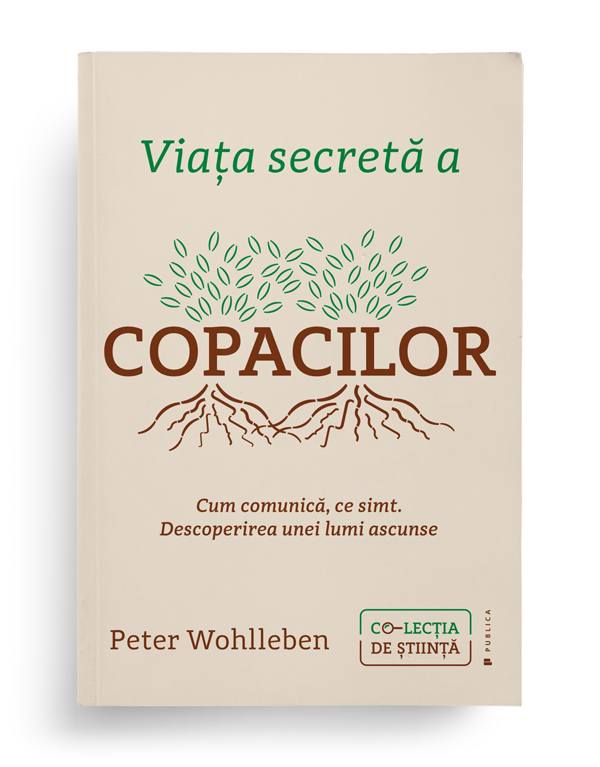 Viața secretă a
COPACILOR
Cum comunică, ce simt.
Descoperirea unei lumi ascunse
Peter Wohlleben
CO-LECȚIA
DE ȘTIINȚĂ
PUBLICA